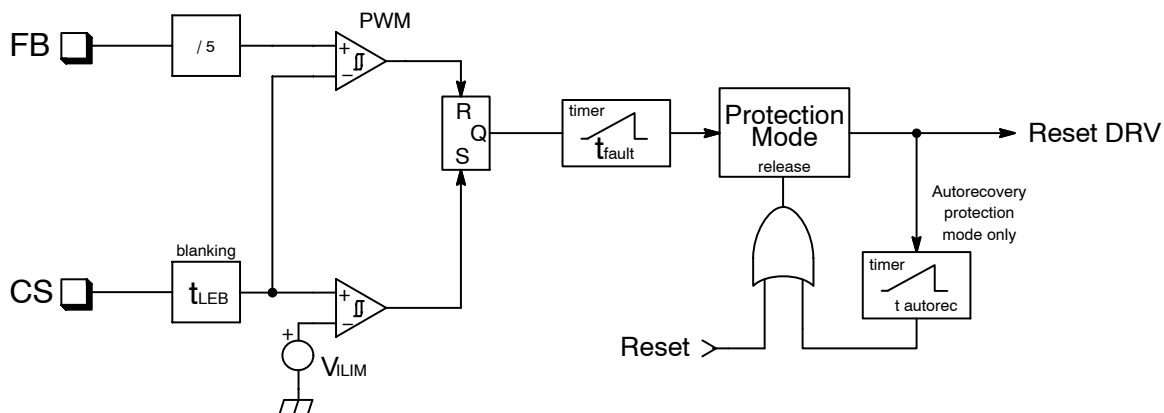 PWM
FB
/ 5
+
−
R
Q
S
timer
tfault
Protection
Mode
release
Reset DRV
Autorecovery
protection
mode only
blanking
CS
tLEB
+
−
+
VILIM
timer
t autorec
Reset